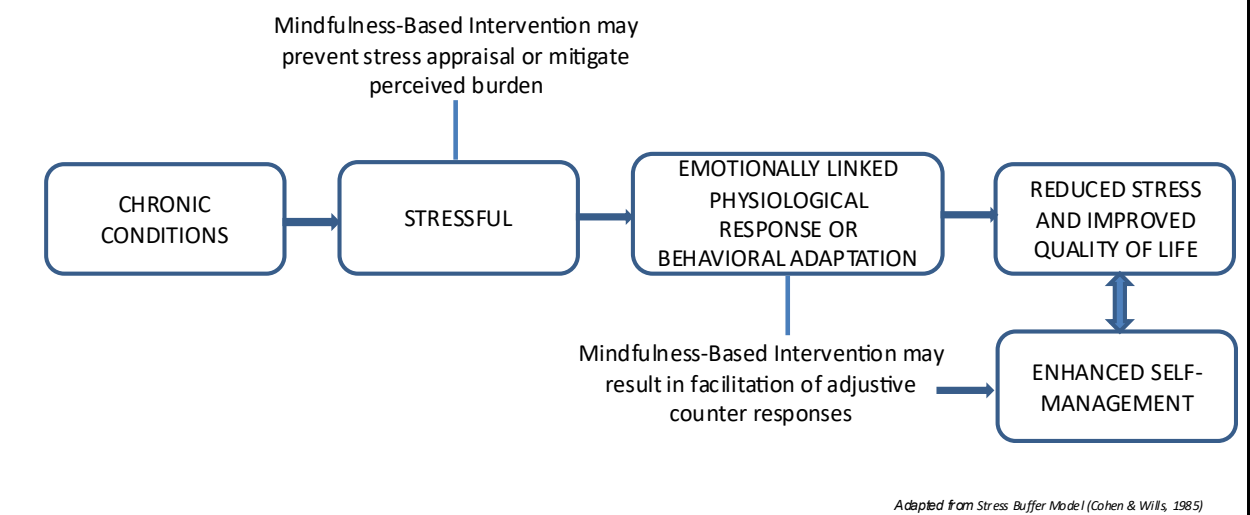 Mindfulness-Based Intervention may
prevent stress appraisal or mitigate
perceived burden
CHRONIC
CONDITIONS
STRESSFUL
EMOTIONALLY LINKED
PHYSIOLOGICAL
RESPONSE OR
BEHAVIORAL ADAPTATION
REDUCED STRESS
AND IMPROVED
QUALITY OF LIFE
Mindfulness-Based Intervention may
result in facilitation of adjustive
counter responses
ENHANCED SELF-
MANAGEMENT
Adapted from Stress Buffer Model (Cohen & Wills, 1985)